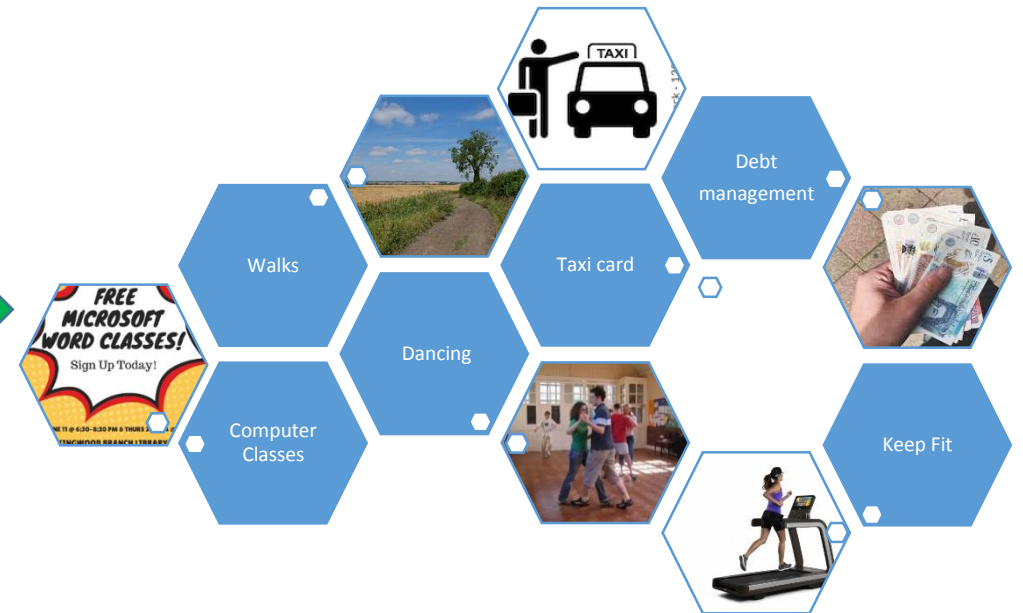 TAXI
Debt
management
Walks
Taxi card
FREE
MICROSOFT
WORD CLASSES!
Sign Up Today!
Dancing
Computer
Classes
Keep Fit